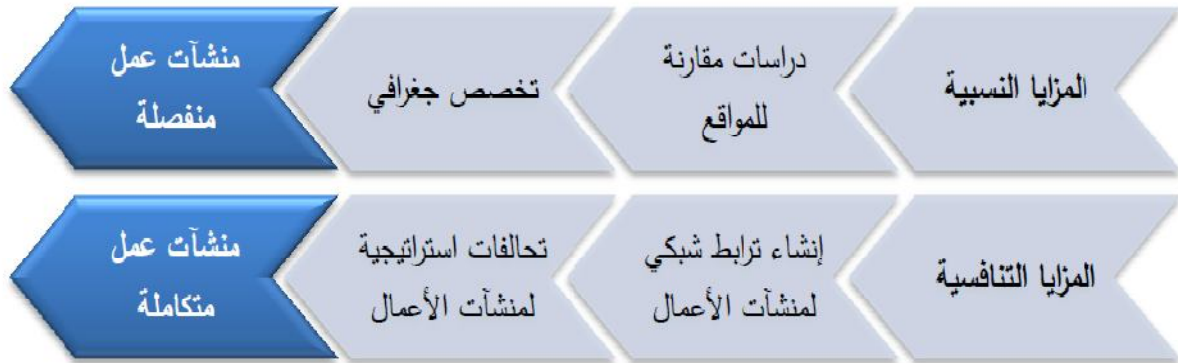 المزايا النسبية
دراسات مقارنة
للمواقع
تخصص جغرافي
منشآت عمل
منفصلة
المزايا التنافسية
إنشاء ترابط شبكي
لمنشآت الأعمال
تحالفات استراتيجية
لمنشآت الأعمال
منشآت عمل
متكاملة